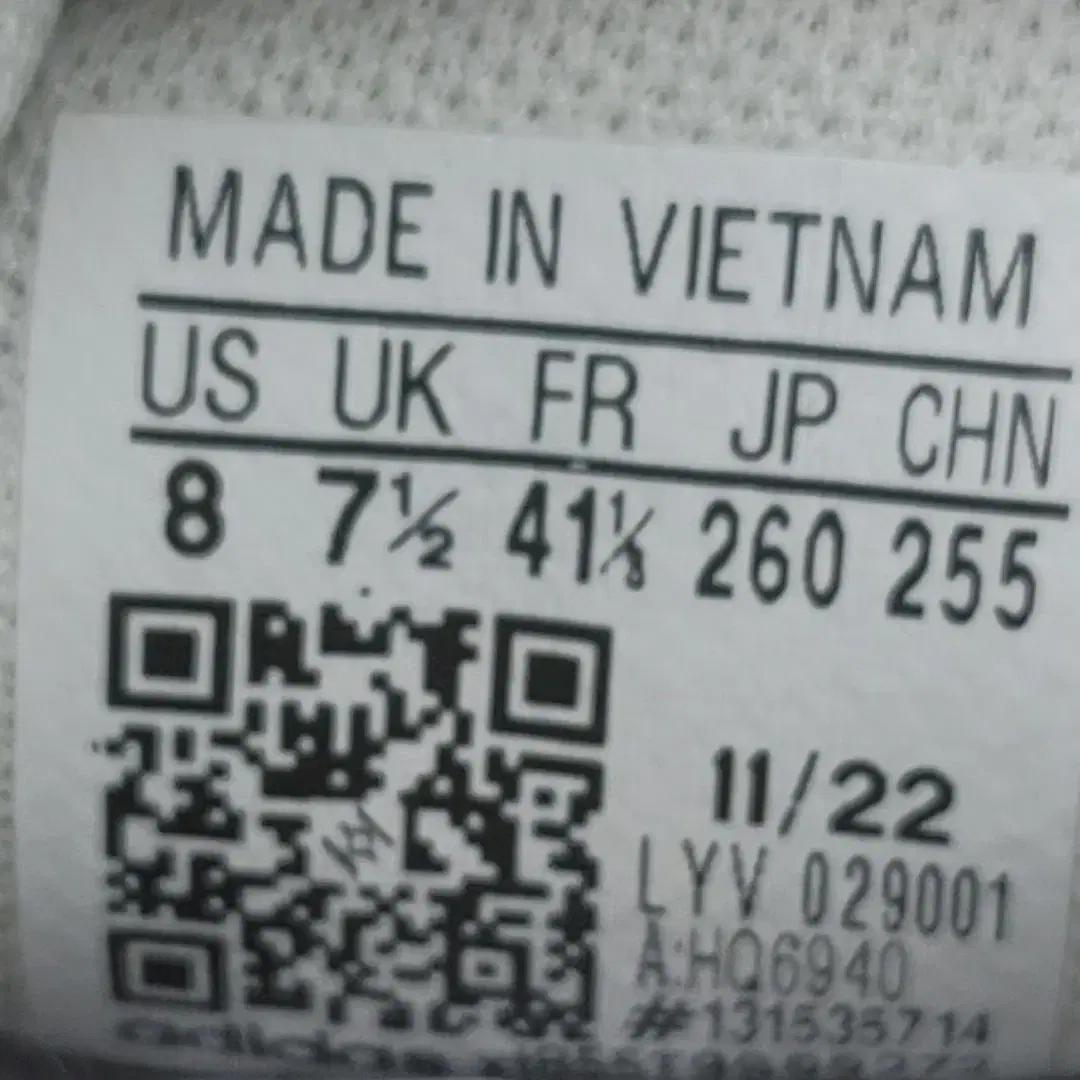 MADE IN VIETNAM
US UK FR JP CHN
8 7½ 41⅓ 260 255
11/22
LYV 029001
A:HQ6940
#131535714
adidas